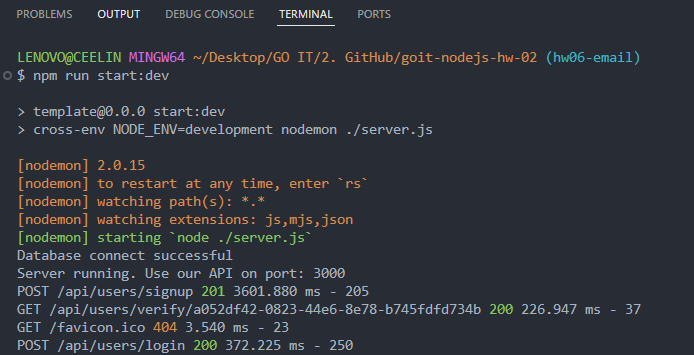 PROBLEMS OUTPUT DEBUG CONSOLE TERMINAL PORTS
LENOVO@CEELIN MINGW64 ~/Desktop/GO IT/2. GitHub/goit-nodejs-hw-02 (hw06-email)
$ npm run start:dev
> template@0.0.0 start:dev
> cross-env NODE_ENV=development nodemon ./server.js
[nodemon] 2.0.15
[nodemon] to restart at any time, enter `rs`
[nodemon] watching path(s): *.*
[nodemon] watching extensions: js,mjs,json
[nodemon] starting `node ./server.js`
Database connect successful
Server running. Use our API on port: 3000
POST /api/users/signup 201 3601.880 ms - 205
GET /api/users/verify/a052df42-0823-44e6-8e78-b745fdfd734b 200 226.947 ms - 37
GET /favicon.ico 404 3.540 ms - 23
POST /api/users/login 200 372.225 ms - 250